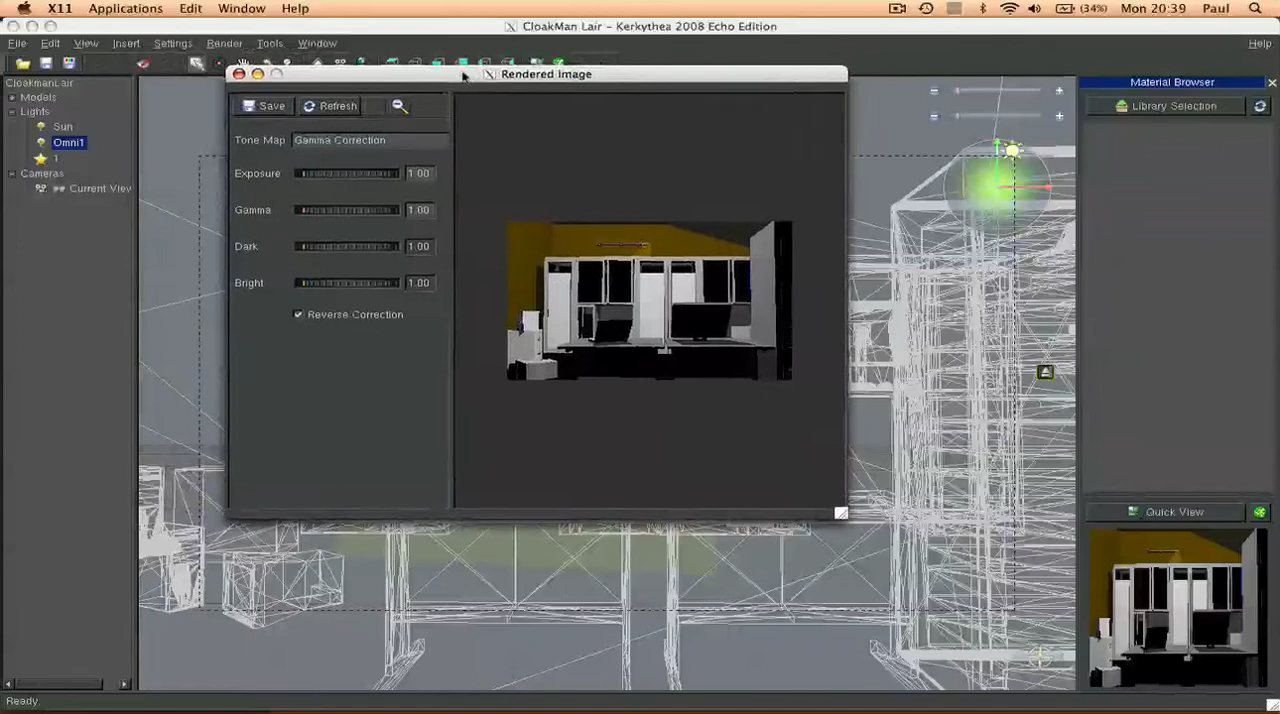 X11 Applications Edit Window Help (34%) Mon 20:39 Paul
X CloakMan Lair - Kerkythea 2008 Echo Edition
File Edit View Insert Settings Render Tools Window Help
CloakmanLair
Models
Lights
Sun
Omni1
1
Cameras
Current View
X Rendered Image
Save Refresh
Tone Map Gamma Correction
Exposure 1.00
Gamma 1.00
Dark 1.00
Bright 1.00
Reverse Correction
Material Browser
Library Selection
Quick View
Ready.